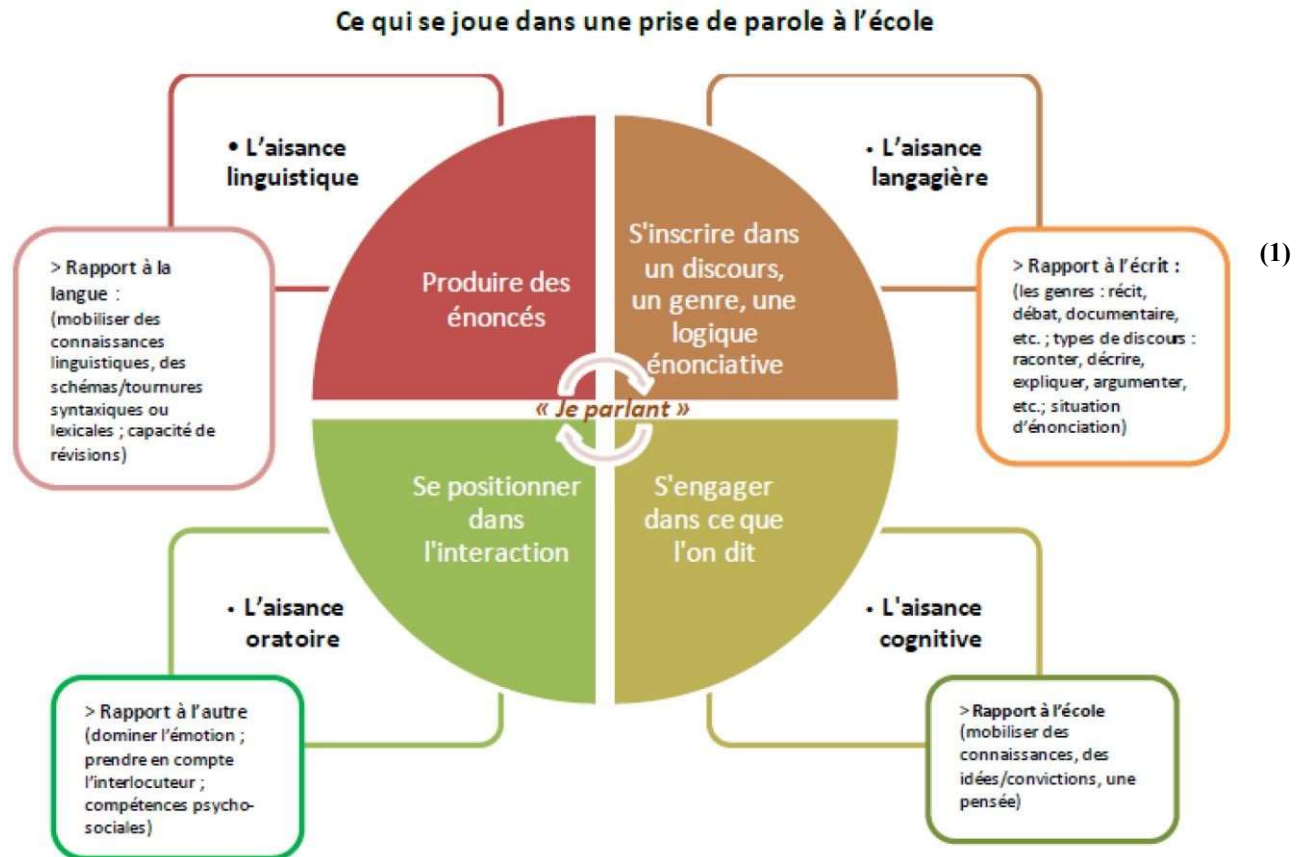 Ce qui se joue dans une prise de parole à l'école
• L'aisance
linguistique
> Rapport à la
langue :
(mobiliser des
connaissances
linguistiques, des
schémas/tournures
syntaxiques ou
lexicales ; capacité de
révisions)
Produire des
énoncés
S'inscrire dans
un discours,
un genre, une
logique
énonciative
• L'aisance
langagière
> Rapport à l'écrit :
(les genres : récit,
débat, documentaire,
etc. ; types de discours :
raconter, décrire,
expliquer, argumenter,
etc.; situation
d'énonciation)
(1)
« Je parlant »
Se positionner
dans
l'interaction
S'engager
dans ce que
l'on dit
• L'aisance
oratoire
> Rapport à l'autre
(dominer l'émotion ;
prendre en compte
l'interlocuteur ;
compétences psycho-
sociales)
• L'aisance
cognitive
> Rapport à l'école
(mobiliser des
connaissances, des
idées/convictions, une
pensée)